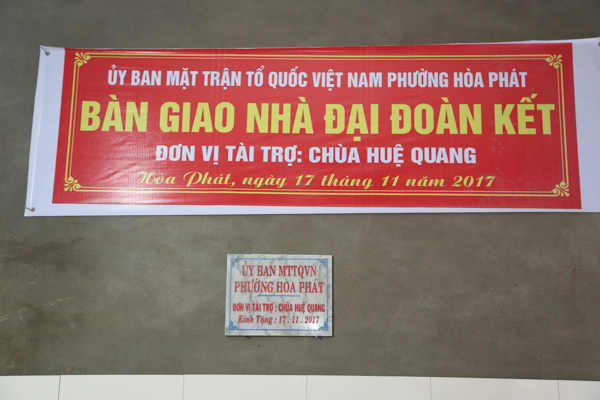 ỦY BAN MẶT TRẬN TỔ QUỐC VIỆT NAM PHƯỜNG HÒA PHÁT
BÀN GIAO NHÀ ĐẠI ĐOÀN KẾT
ĐƠN VỊ TÀI TRỢ: CHÙA HUỆ QUANG
Hòa Phát, ngày 17 tháng 11 năm 2017
ỦY BAN MTTQVN
PHƯỜNG HÒA PHÁT
ĐƠN VỊ TÀI TRỢ : CHÙA HUỆ QUANG
Kính Tặng : 17 . 11 . 2017